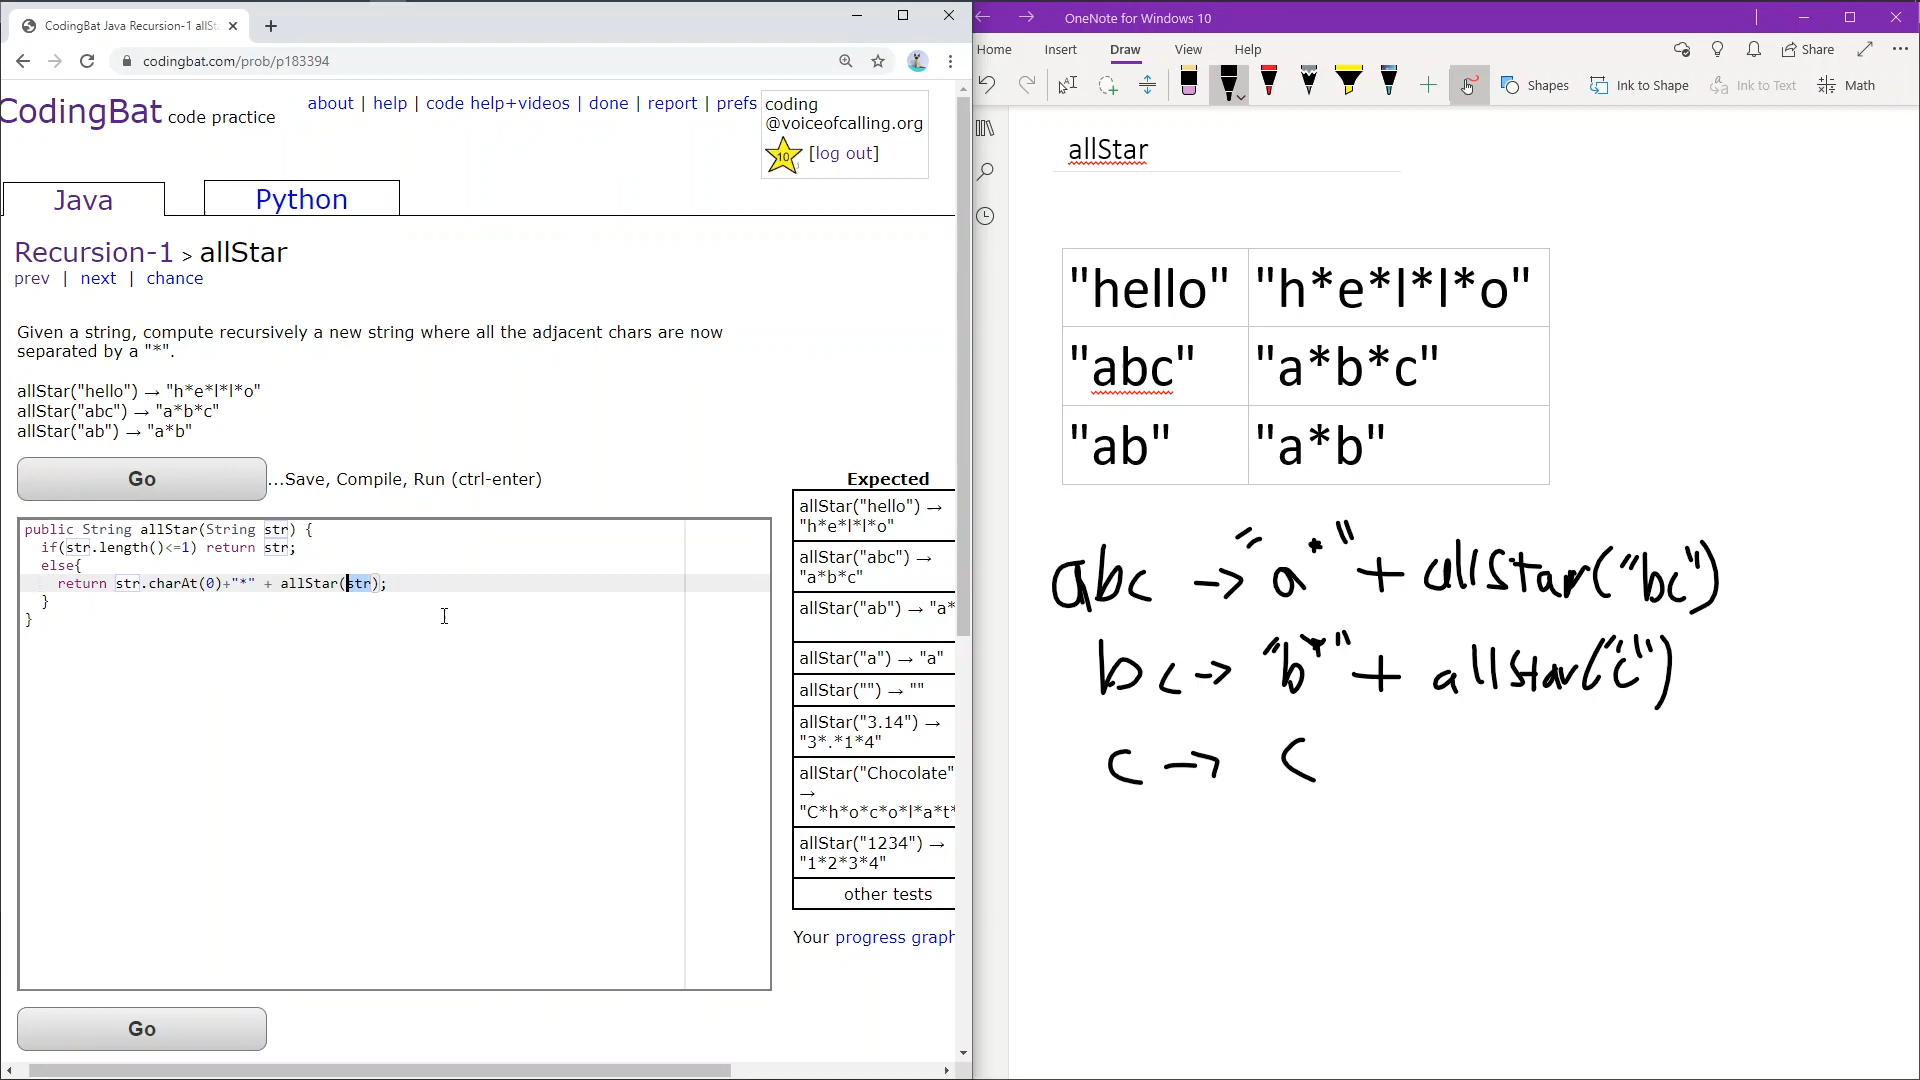 CodingBat Java Recursion-1 allSta
codingbat.com/prob/p183394
CodingBat code practice
about | help | code help+videos | done | report | prefs
coding
@voiceofcalling.org
10 [log out]
Java
Python
Recursion-1 > allStar
prev | next | chance
Given a string, compute recursively a new string where all the adjacent chars are now
separated by a "*".
allStar("hello") → "h*e*l*l*o"
allStar("abc") → "a*b*c"
allStar("ab") → "a*b"
Go ...Save, Compile, Run (ctrl-enter)
public String allStar(String str) {
if(str.length()<=1) return str;
else{
return str.charAt(0)+"*" + allStar(str);
}
}
Expected
allStar("hello") →
"h*e*l*l*o"
allStar("abc") →
"a*b*c"
allStar("ab") → "a*
allStar("a") → "a"
allStar("") → ""
allStar("3.14") →
"3*.*1*4"
allStar("Chocolate"
→
"C*h*o*c*o*l*a*t*
allStar("1234") →
"1*2*3*4"
other tests
Your progress graph
Go
OneNote for Windows 10
Home Insert Draw View Help
Share
Shapes
Ink to Shape
Ink to Text
Math
allStar
"hello" "h*e*l*l*o"
"abc" "a*b*c"
"ab" "a*b"
abc -> "a*" + allStar("bc")
bc -> "b*" + allStar("c")
c -> c